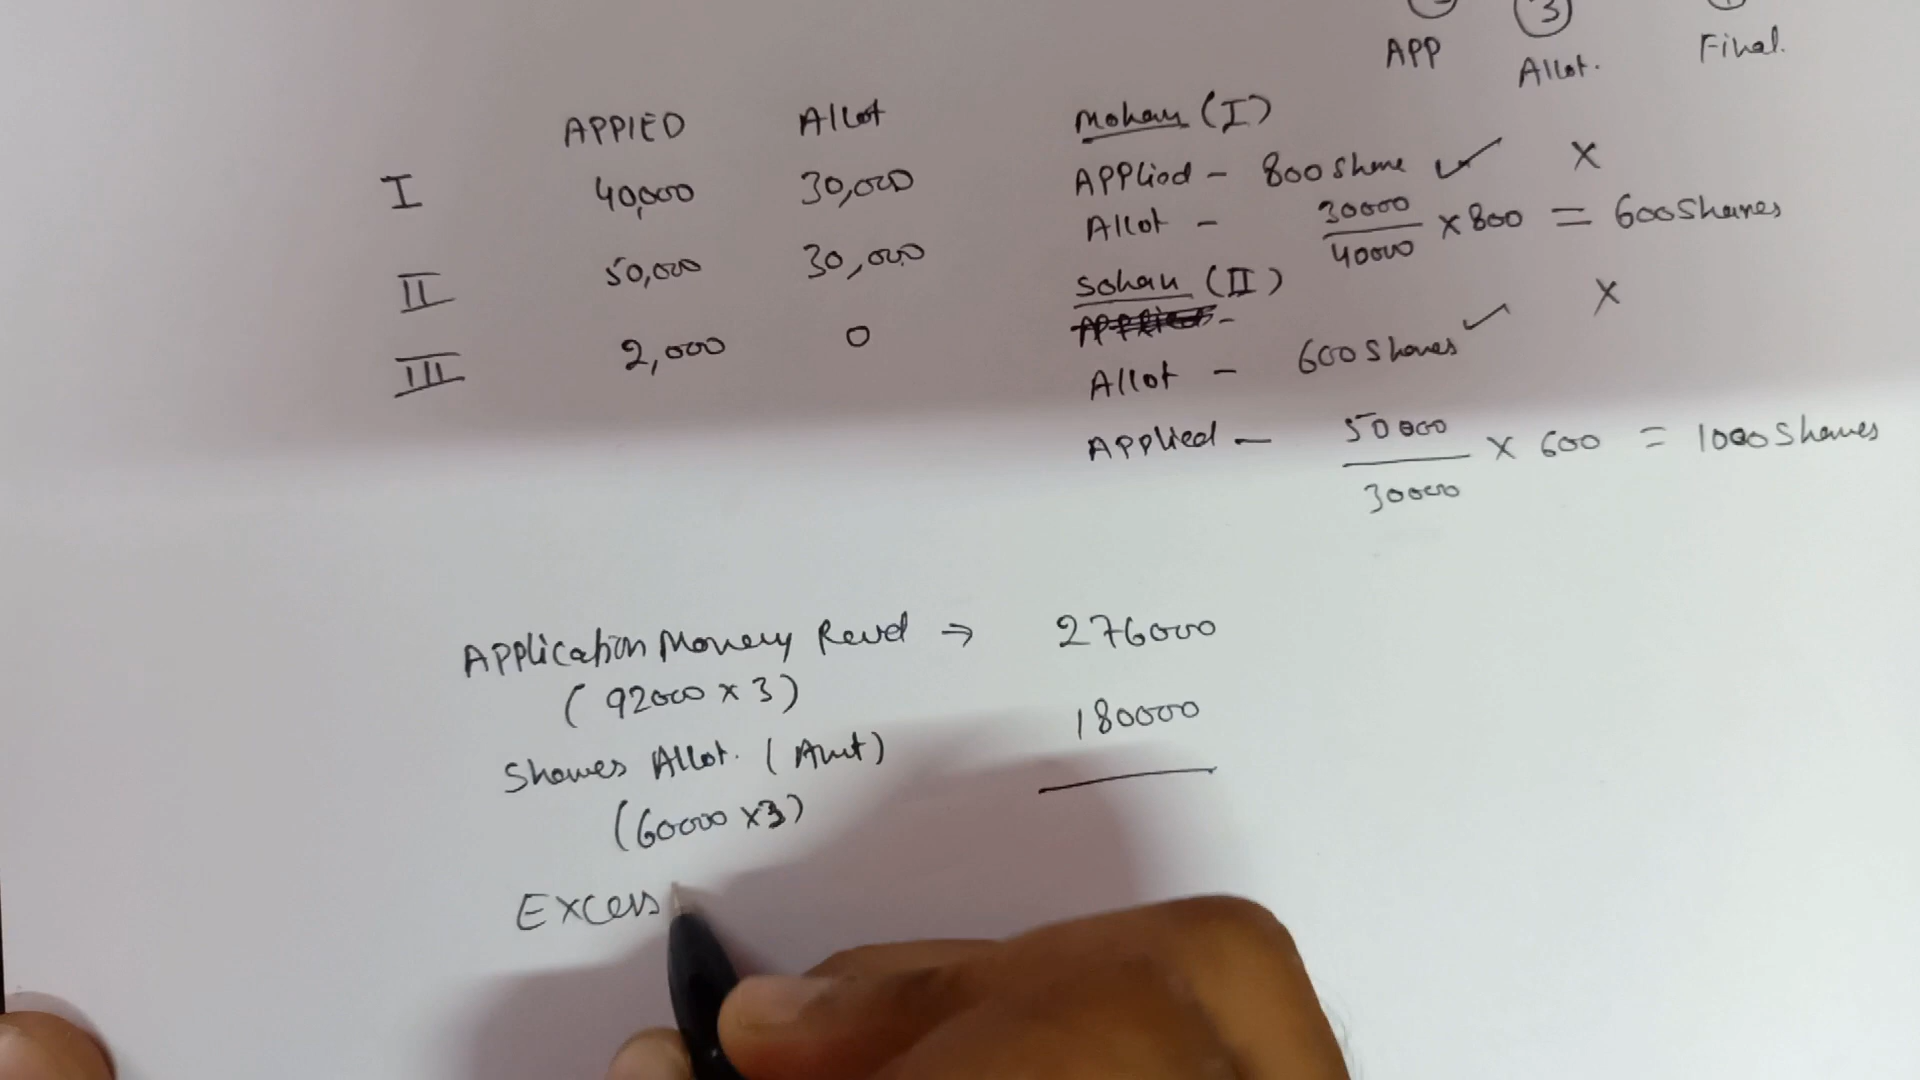 3
APP Allot. Final.
APPIED Allot
I 40,000 30,000
II 50,000 30,000
III 2,000 0
Mohan (I)
APPlied - 800 Share ✓ X
Allot - 30000/40000 x 800 = 600 Shares
Sohan (II) X
Allot - 600 Shares ✓
APPlied - 50000/30000 x 600 = 1000 Shares
APPlication Money Revd → 276000
(92000 x 3)
Shares Allot. (Amt) 180000
(60000 x 3)
Excess